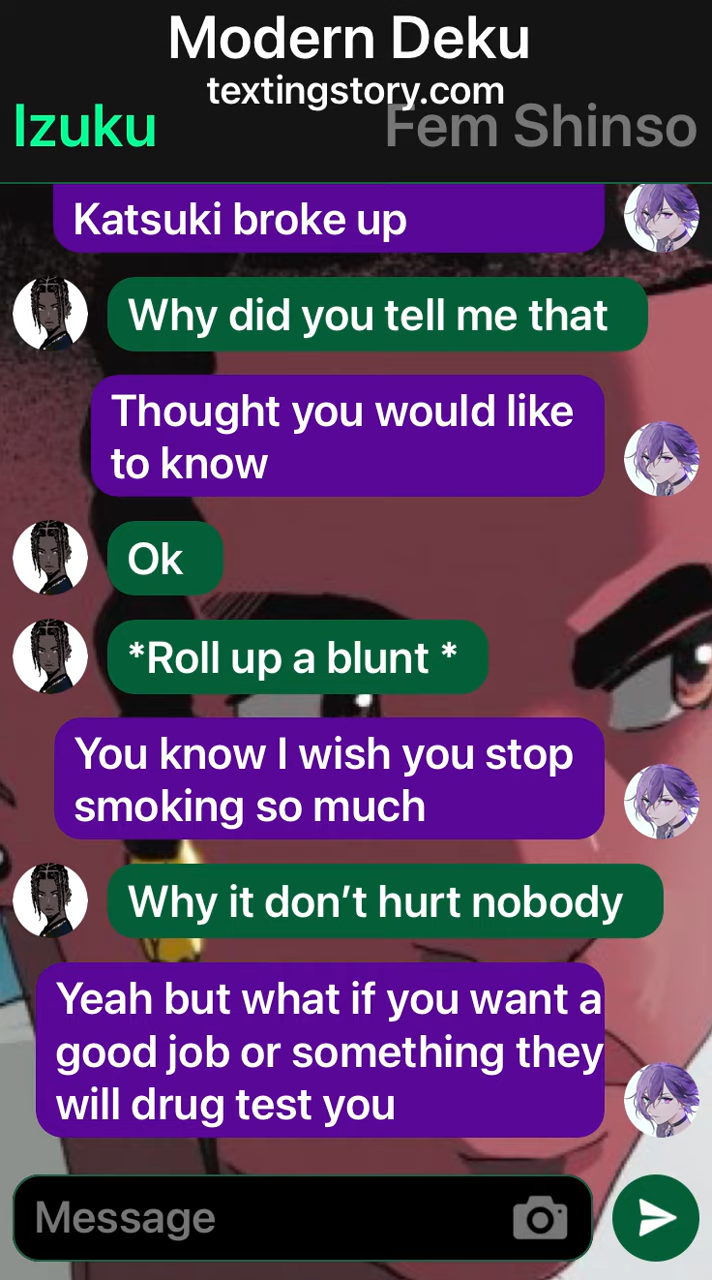 Modern Deku
textingstory.com
Izuku
Fem Shinso
Katsuki broke up
Why did you tell me that
Thought you would like
to know
Ok
*Roll up a blunt *
You know I wish you stop
smoking so much
Why it don’t hurt nobody
Yeah but what if you want a
good job or something they
will drug test you
Message